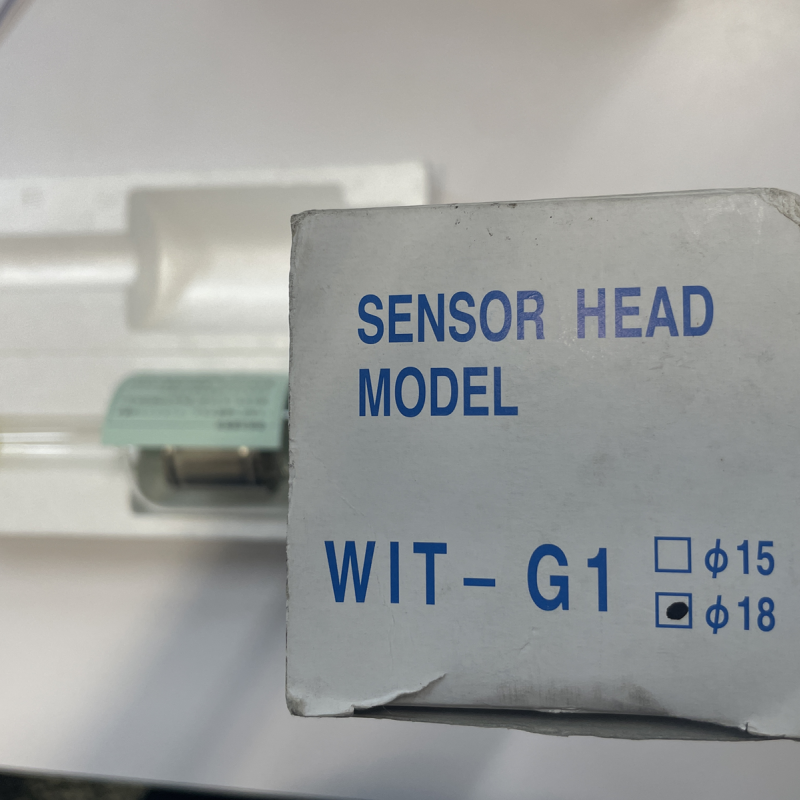 SENSOR HEAD
MODEL
WIT-G1
φ15
φ18